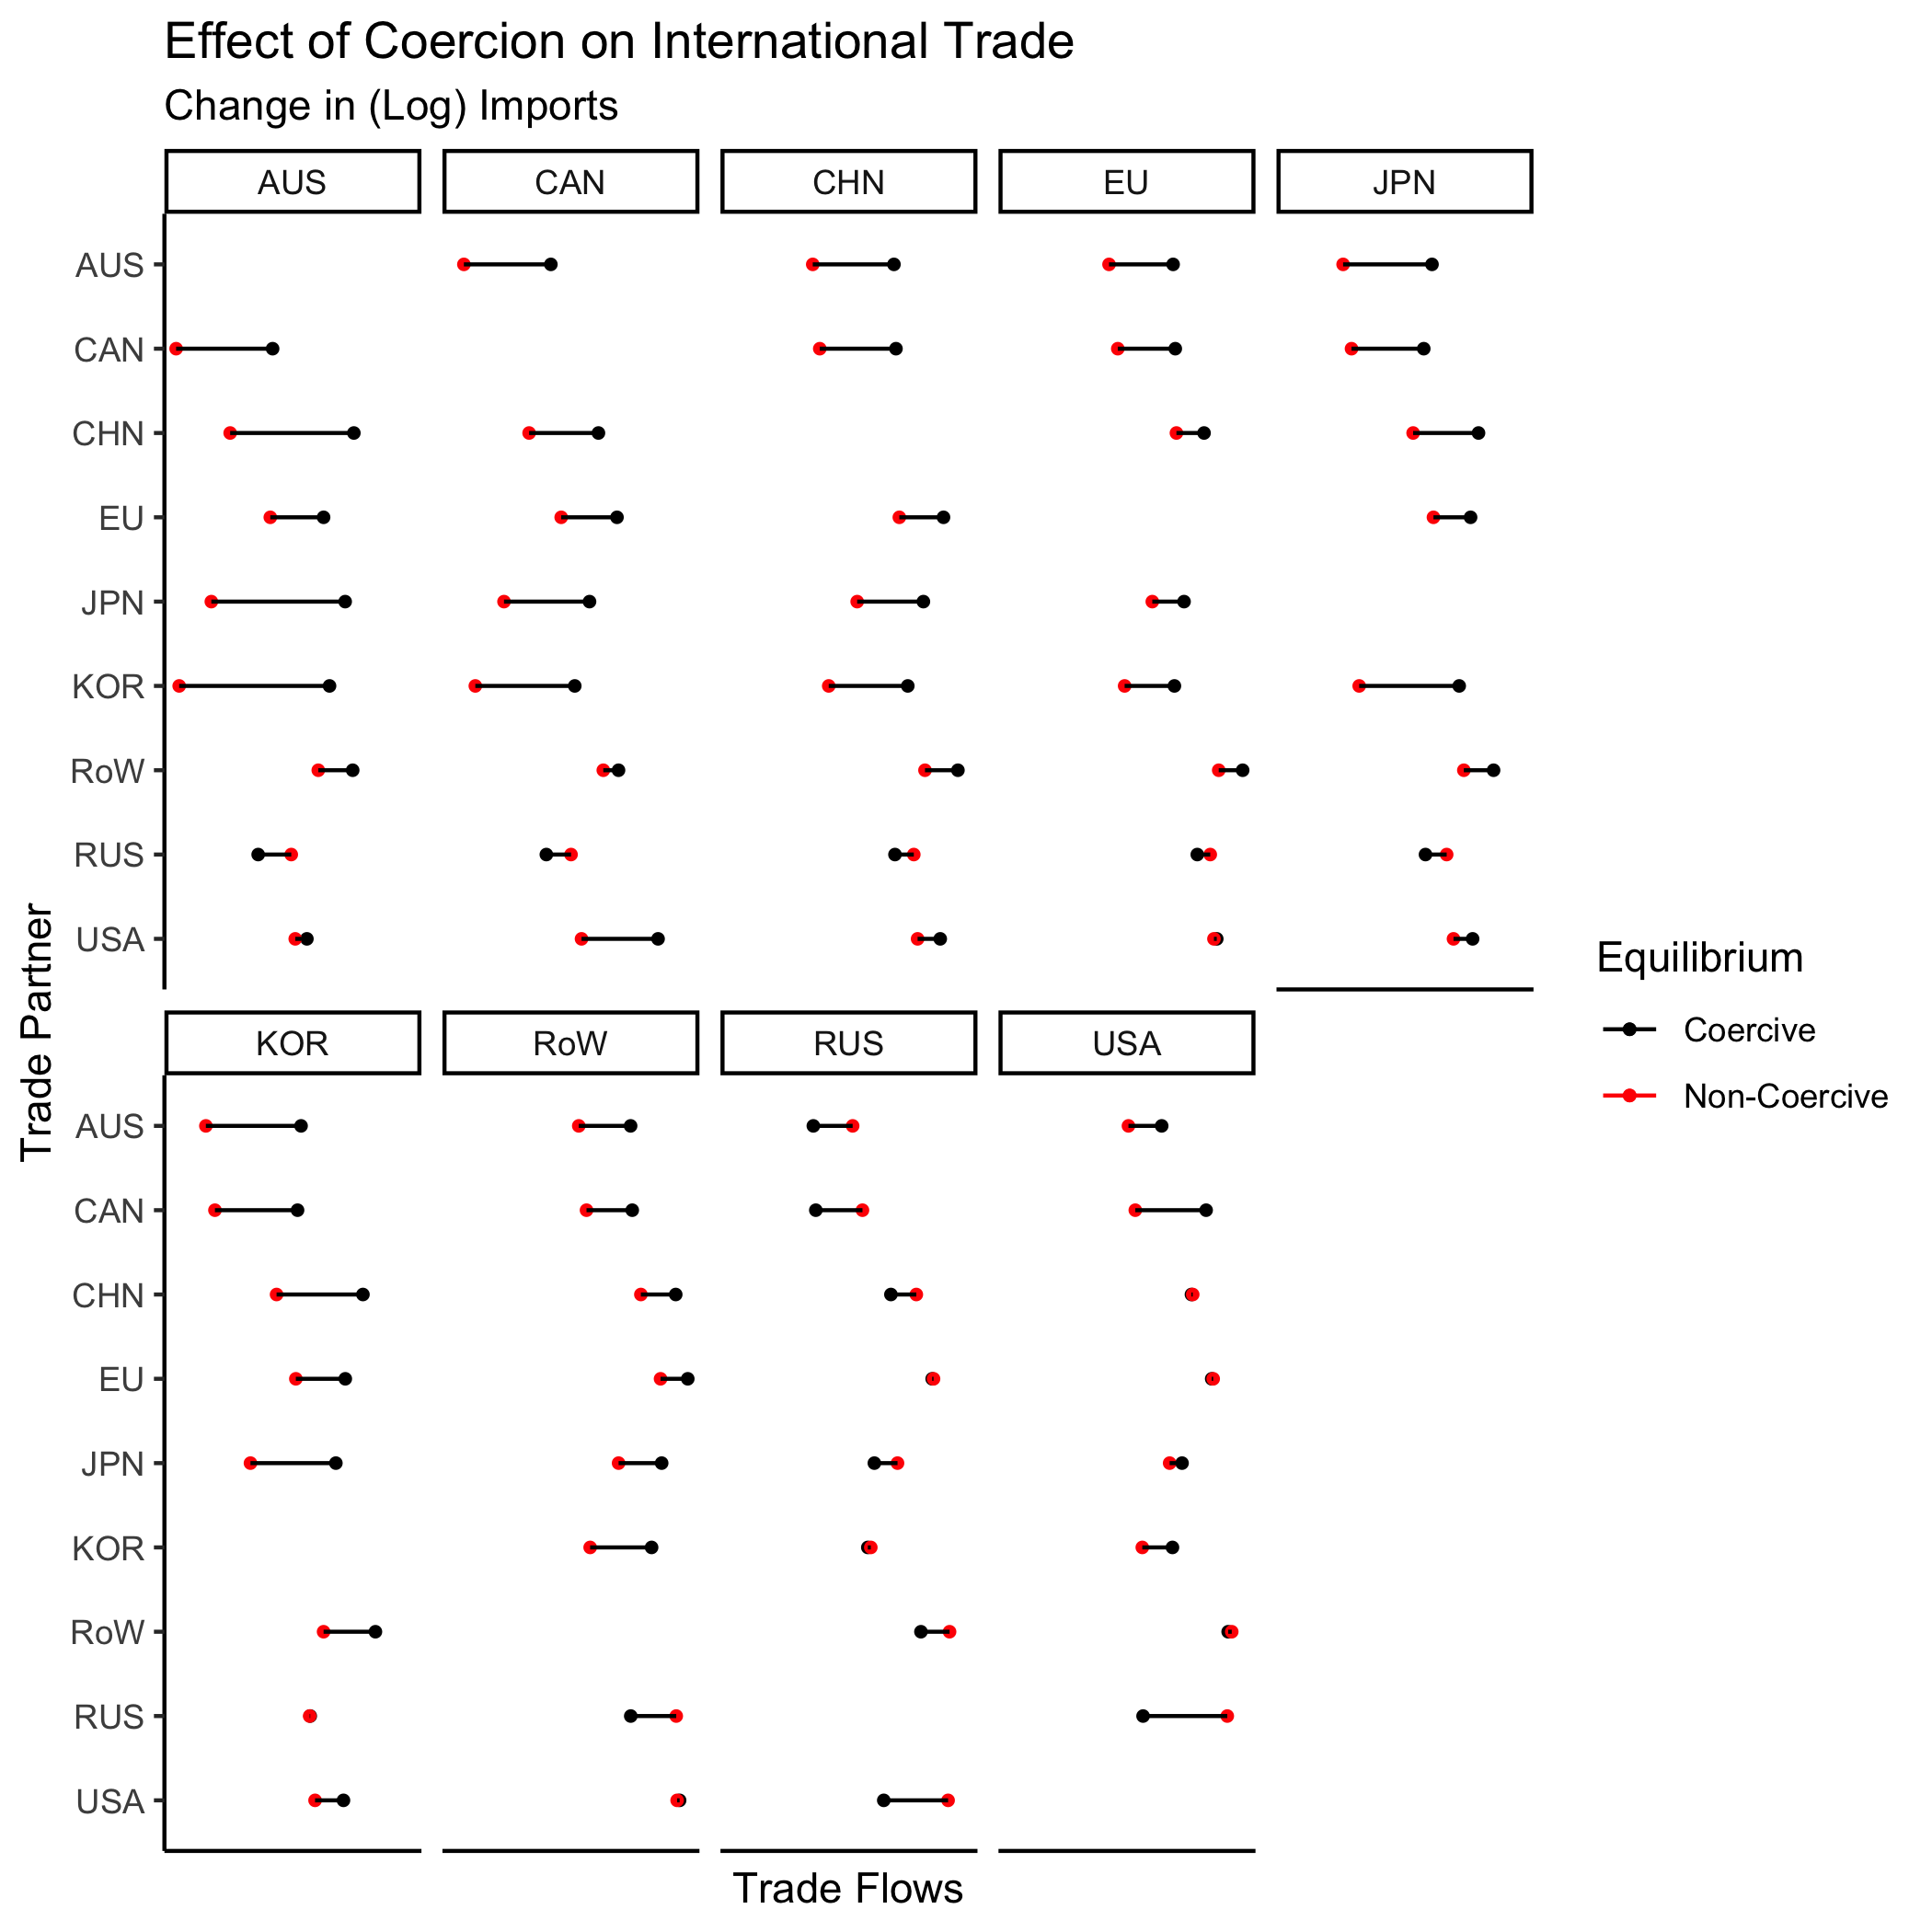 Effect of Coercion on International Trade
Change in (Log) Imports
AUS CAN CHN EU JPN
AUS
CAN
CHN
EU
JPN
KOR
RoW
RUS
USA
KOR RoW RUS USA
AUS
CAN
CHN
EU
JPN
KOR
RoW
RUS
USA
Trade Partner
Trade Flows
Equilibrium
Coercive
Non-Coercive